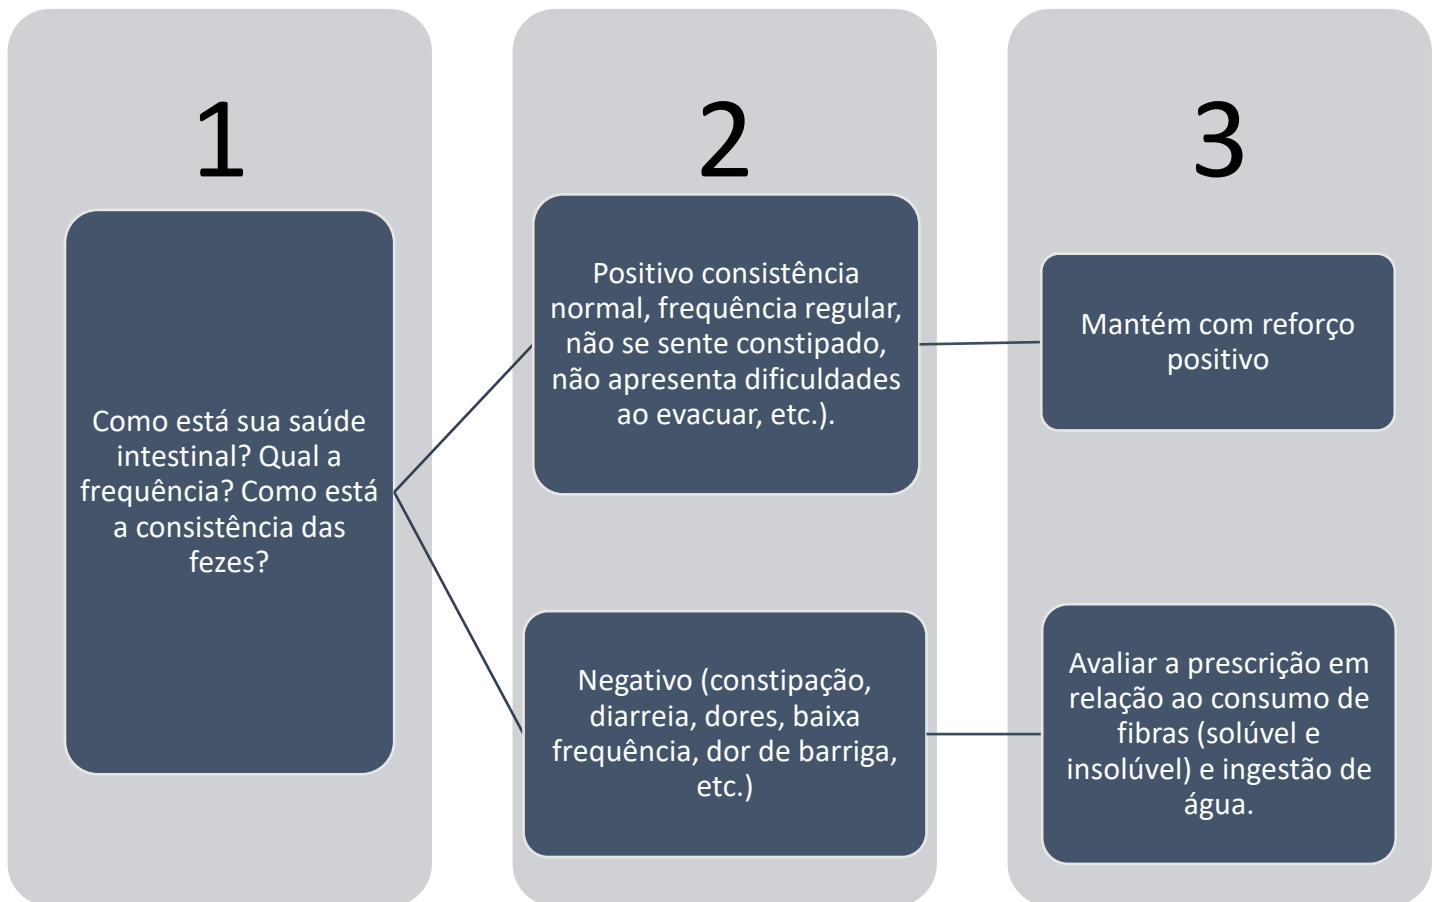 1
Como está sua saúde
intestinal? Qual a
frequência? Como está
a consistência das
fezes?
2
Positivo consistência
normal, frequência regular,
não se sente constipado,
não apresenta dificuldades
ao evacuar, etc.).
Negativo (constipação,
diarreia, dores, baixa
frequência, dor de barriga,
etc.)
3
Mantém com reforço
positivo
Avaliar a prescrição em
relação ao consumo de
fibras (solúvel e
insolúvel) e ingestão de
água.